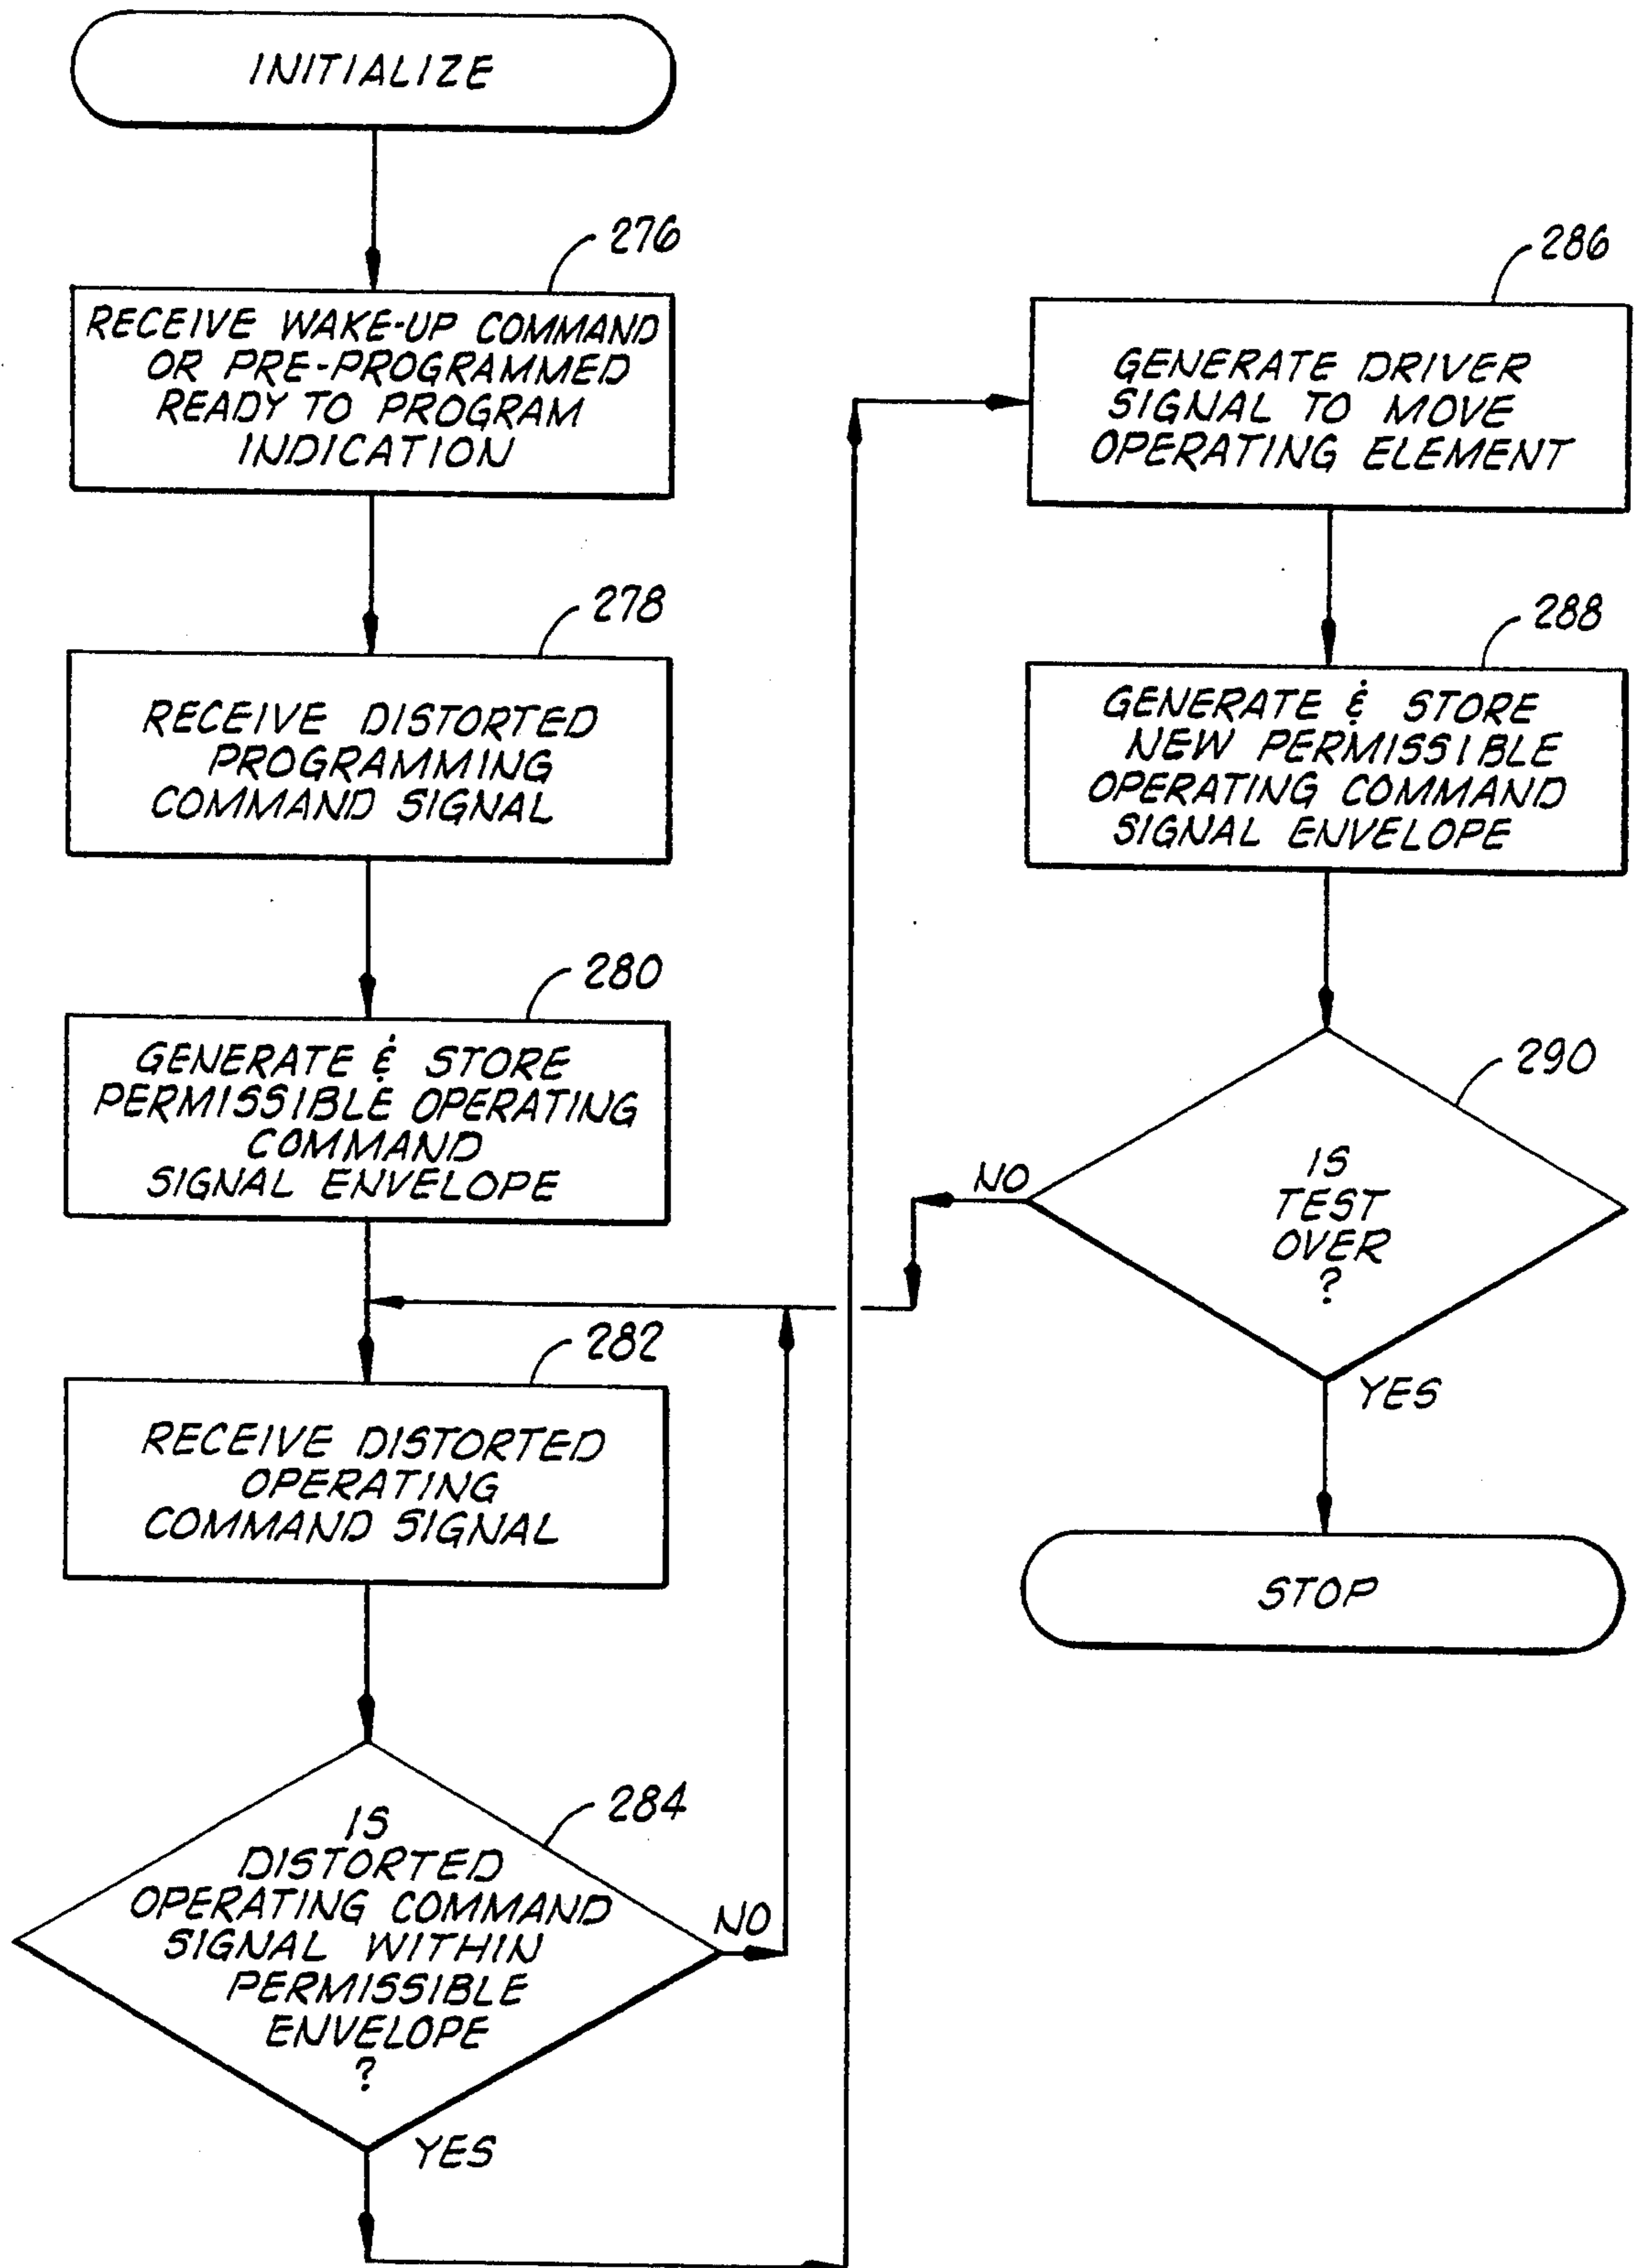 INITIALIZE
276
RECEIVE WAKE-UP COMMAND
OR PRE-PROGRAMMED
READY TO PROGRAM
INDICATION
278
RECEIVE DISTORTED
PROGRAMMING
COMMAND SIGNAL
280
GENERATE & STORE
PERMISSIBLE OPERATING
COMMAND
SIGNAL ENVELOPE
282
RECEIVE DISTORTED
OPERATING
COMMAND SIGNAL
284
IS
DISTORTED
OPERATING COMMAND
SIGNAL WITHIN
PERMISSIBLE
ENVELOPE
?
NO
YES
286
GENERATE DRIVER
SIGNAL TO MOVE
OPERATING ELEMENT
288
GENERATE & STORE
NEW PERMISSIBLE
OPERATING COMMAND
SIGNAL ENVELOPE
290
IS
TEST
OVER
?
NO
YES
STOP